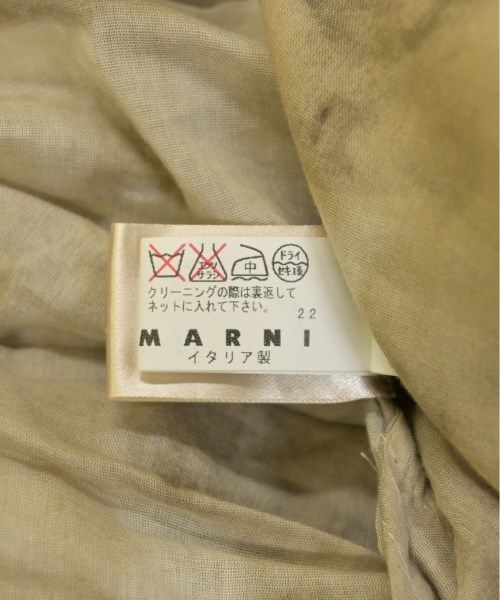 エンソ サラシ 中 ドライ セキユ系
クリーニングの際は裏返して
ネットに入れて下さい。
22
MARNI
イタリア製